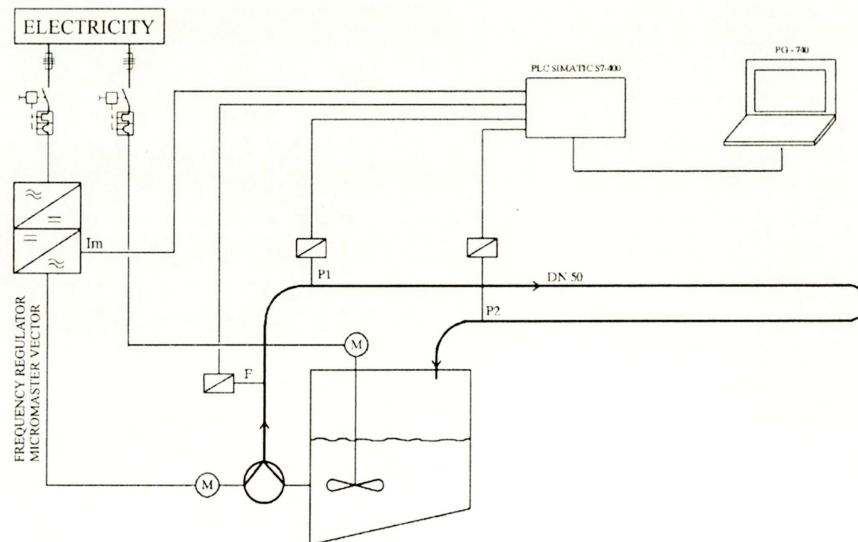 ELECTRICITY
PLC SIMATIC S7-400
PG - 740
Im
P1
DN 50
P2
M
F
FREQUENCY REGULATOR
MICROMASTER VECTOR
M